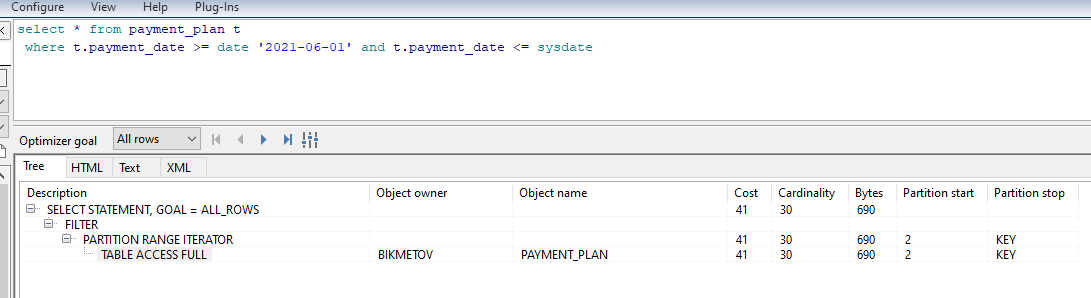 Configure View Help Plug-Ins
select * from payment_plan t
where t.payment_date >= date '2021-06-01' and t.payment_date <= sysdate
Optimizer goal All rows
Tree HTML Text XML
Description Object owner Object name Cost Cardinality Bytes Partition start Partition stop
SELECT STATEMENT, GOAL = ALL_ROWS 41 30 690
FILTER
PARTITION RANGE ITERATOR 41 30 690 2 KEY
TABLE ACCESS FULL BIKMETOV PAYMENT_PLAN 41 30 690 2 KEY